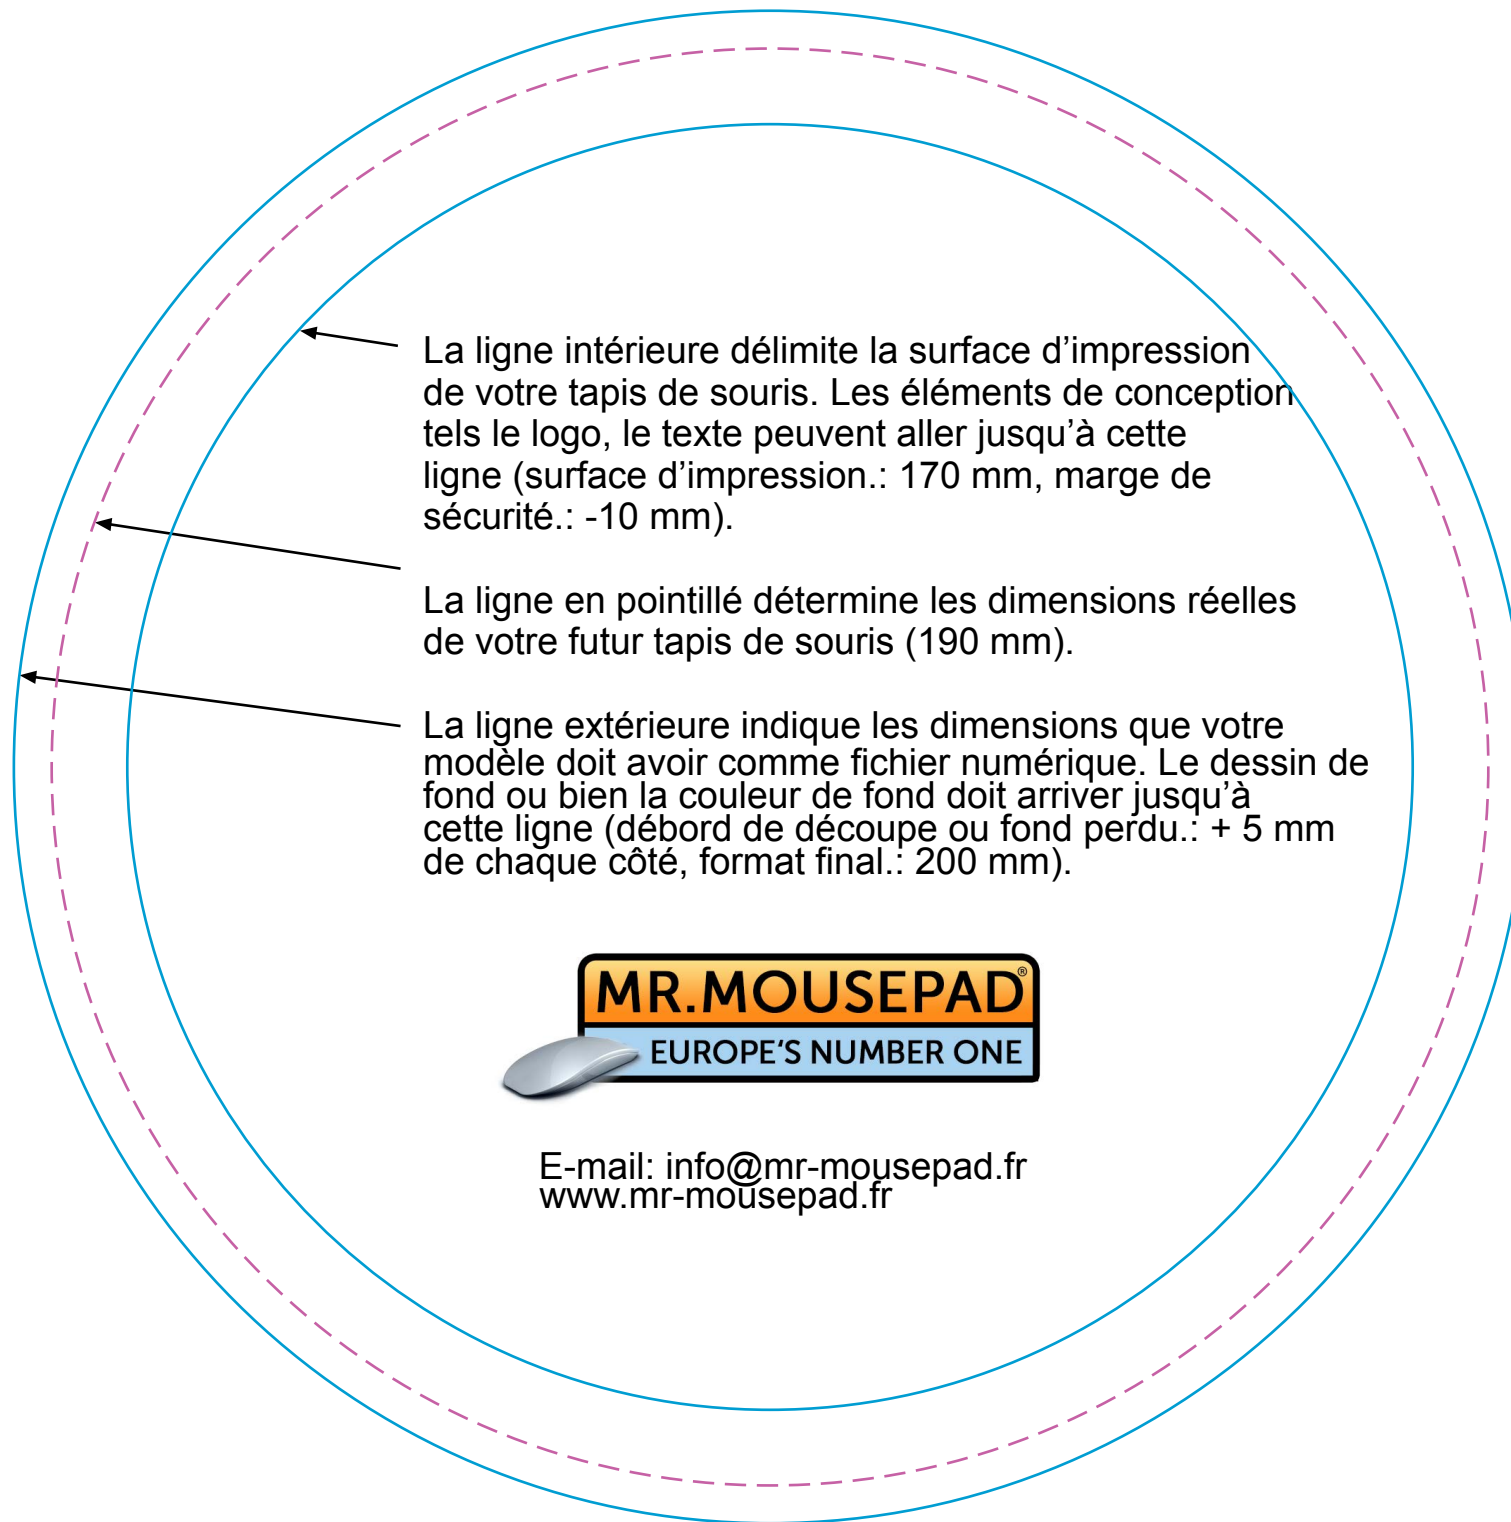 La ligne intérieure délimite la surface d’impression
de votre tapis de souris. Les éléments de conception
tels le logo, le texte peuvent aller jusqu’à cette
ligne (surface d’impression.: 170 mm, marge de
sécurité.: -10 mm).
La ligne en pointillé détermine les dimensions réelles
de votre futur tapis de souris (190 mm).
La ligne extérieure indique les dimensions que votre
modèle doit avoir comme fichier numérique. Le dessin de
fond ou bien la couleur de fond doit arriver jusqu’à
cette ligne (débord de découpe ou fond perdu.: + 5 mm
de chaque côté, format final.: 200 mm).
MR.MOUSEPAD®
EUROPE‘S NUMBER ONE
E-mail: info@mr-mousepad.fr
www.mr-mousepad.fr